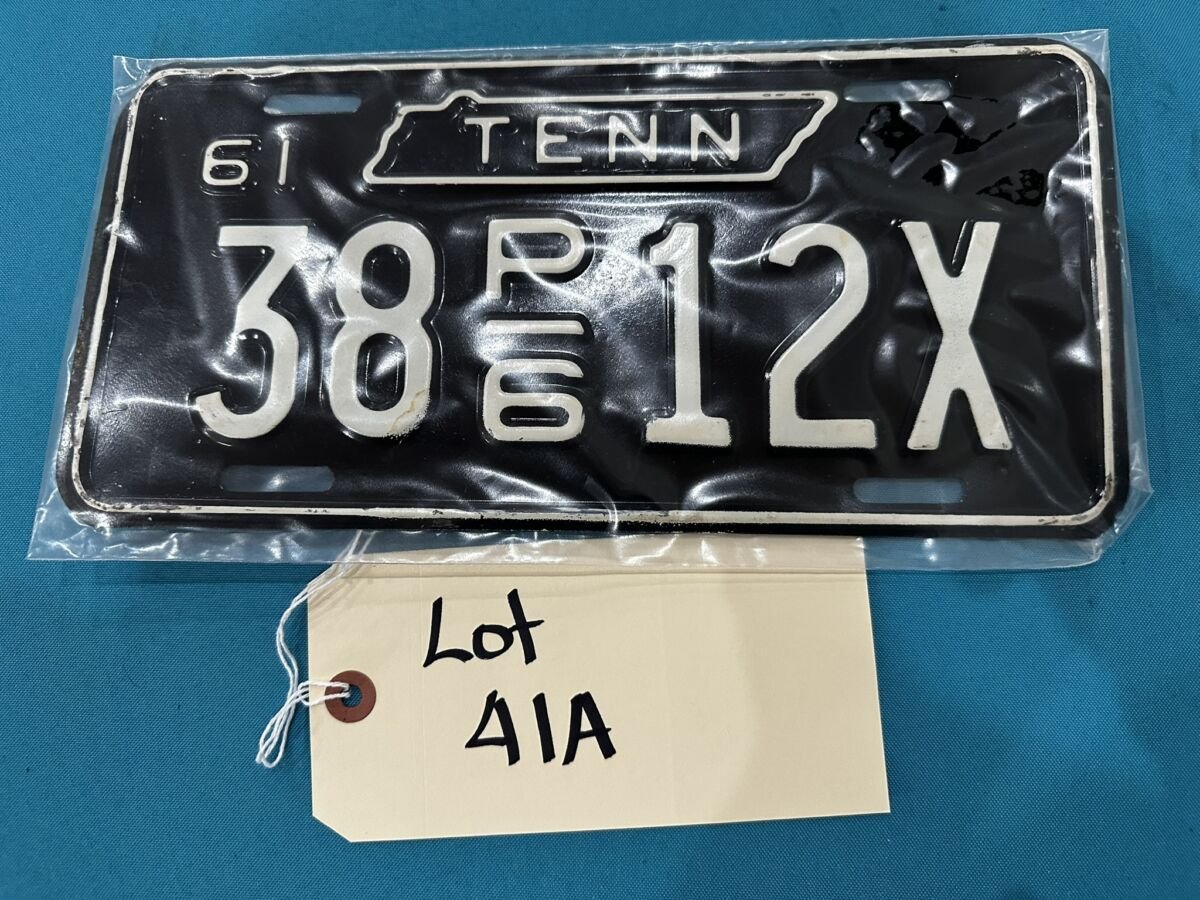 61 TENN
38 P/6 12X
Lot
41A